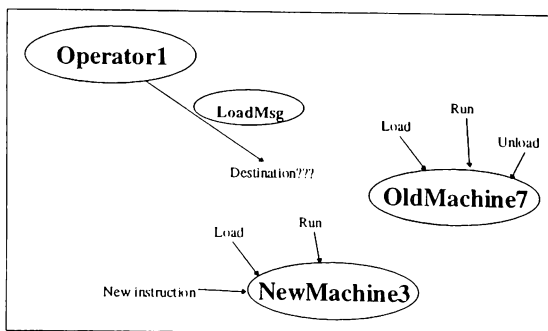 Operator1
LoadMsg
Run
Load
Unload
Destination???
OldMachine7
Run
Load
New instruction
NewMachine3